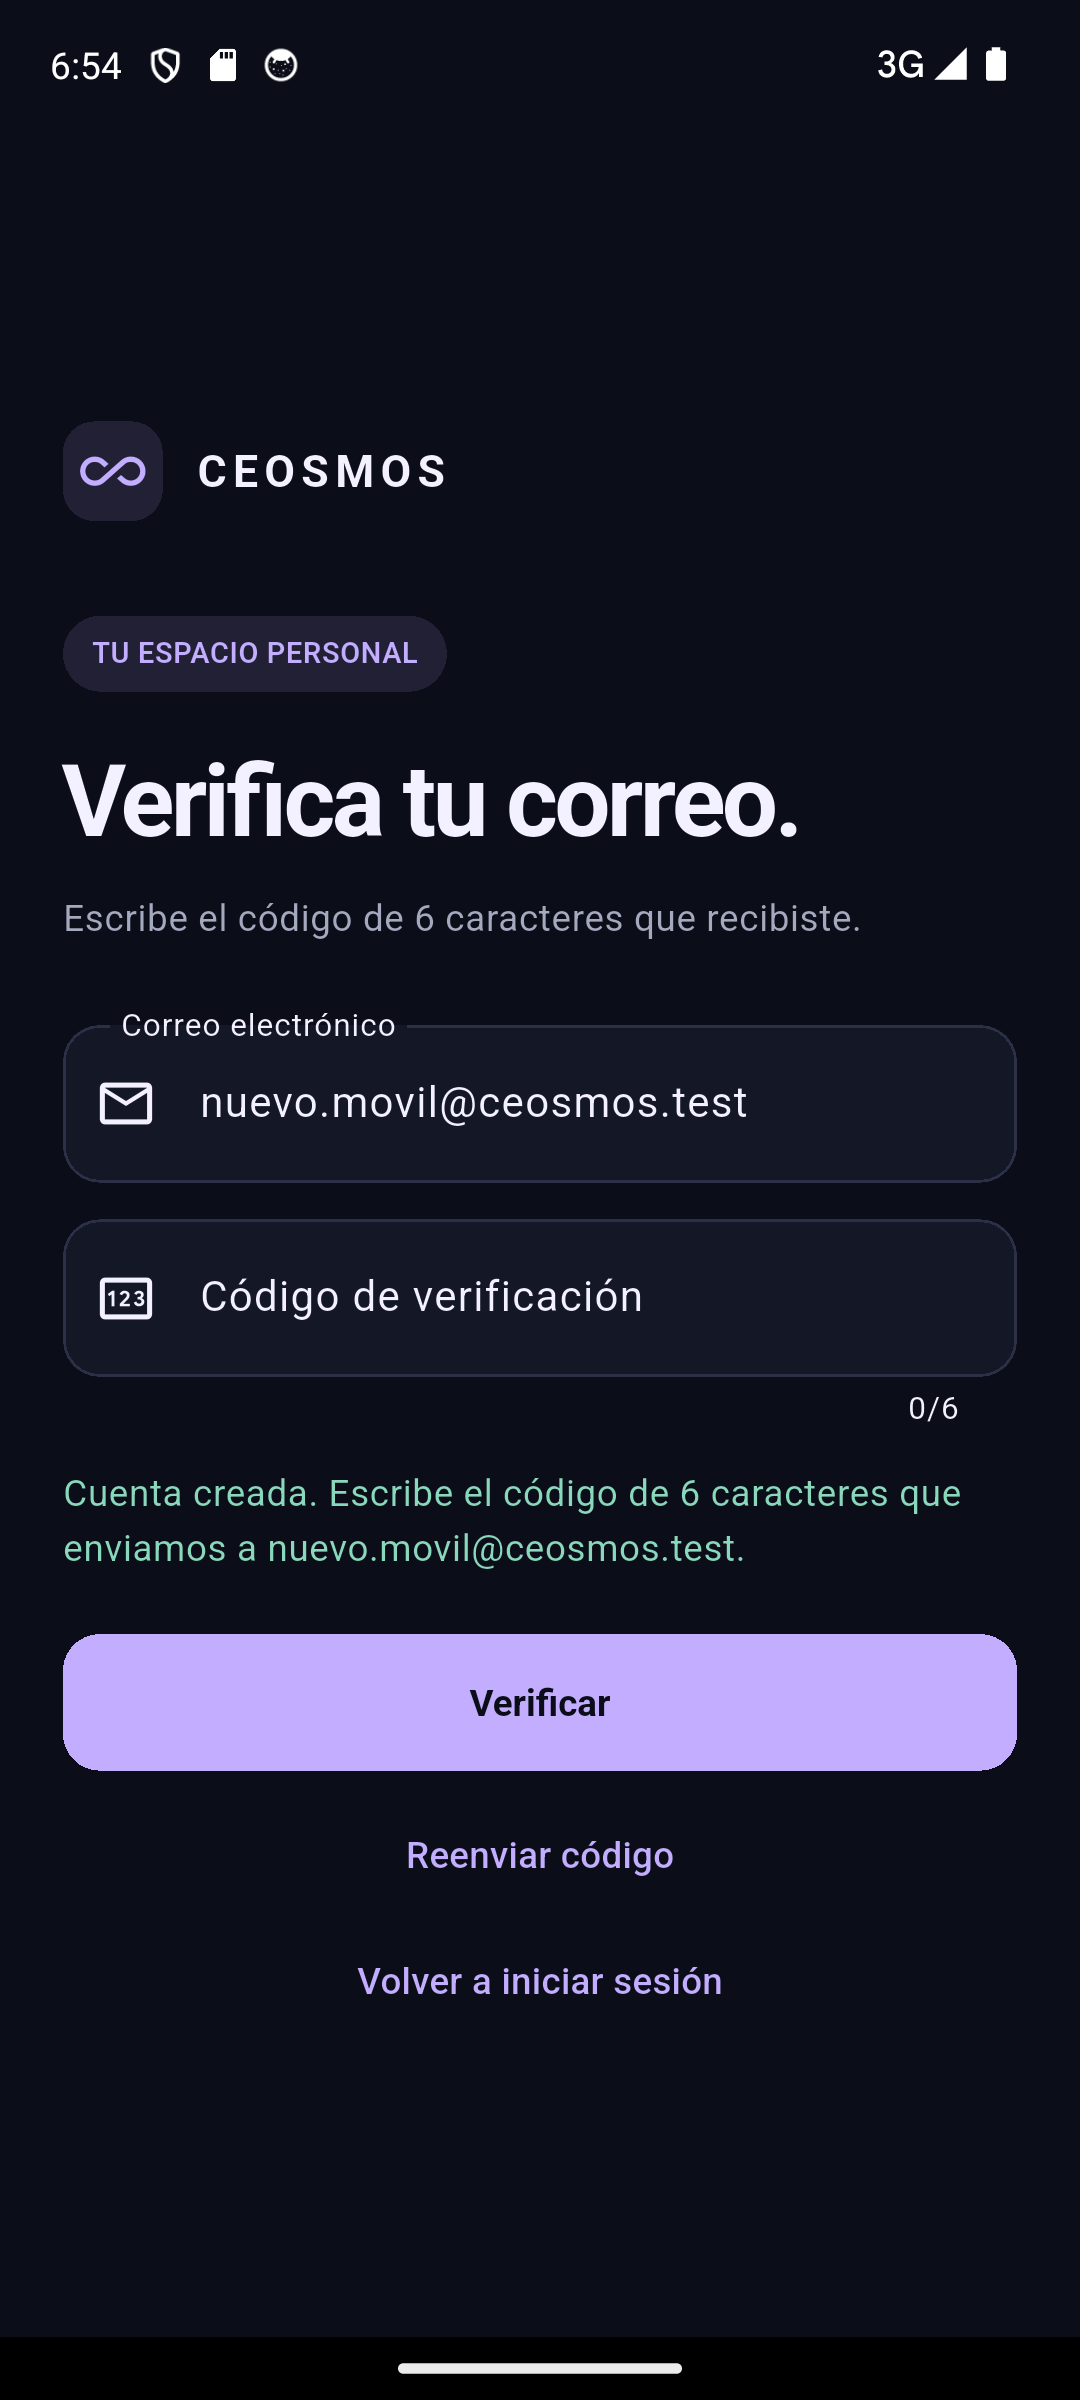 6:54
3G
CEOSMOS
TU ESPACIO PERSONAL
Verifica tu correo.
Escribe el código de 6 caracteres que recibiste.
Correo electrónico
nuevo.movil@ceosmos.test
123
Código de verificación
0/6
Cuenta creada. Escribe el código de 6 caracteres que
enviamos a nuevo.movil@ceosmos.test.
Verificar
Reenviar código
Volver a iniciar sesión